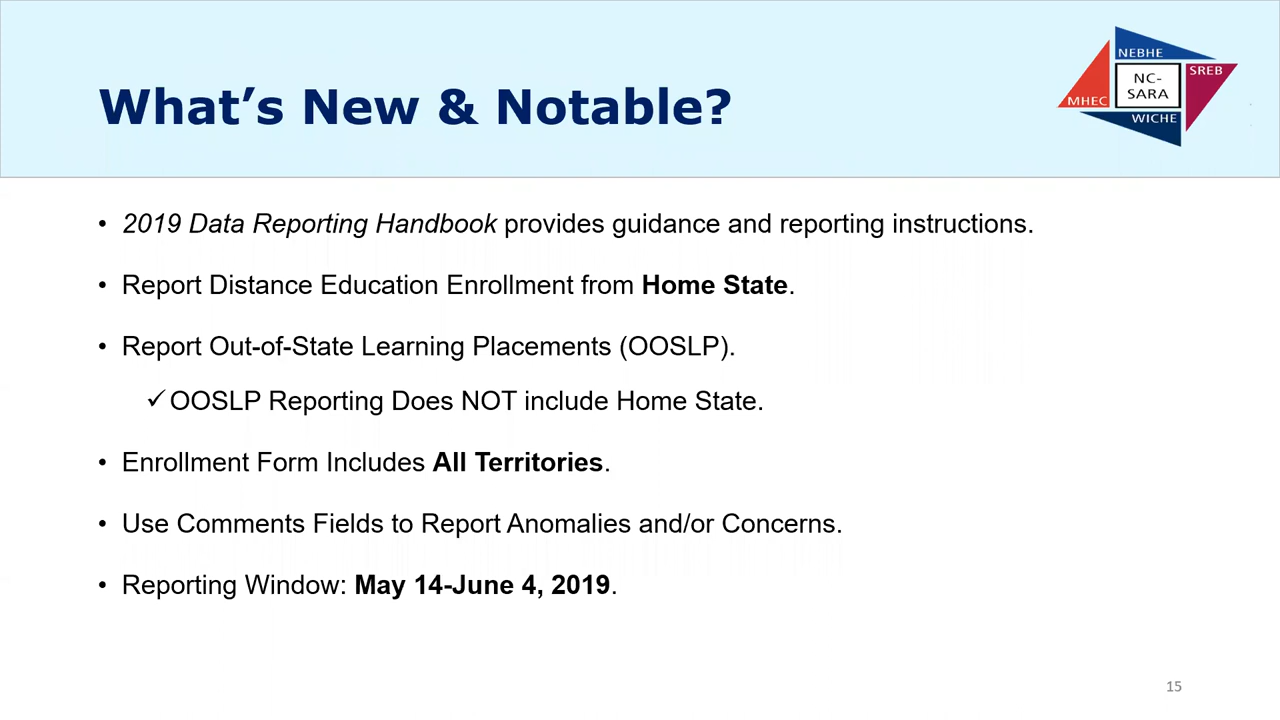 What’s New & Notable?
NEBHE
SREB
NC-
SARA
MHEC
WICHE
• 2019 Data Reporting Handbook provides guidance and reporting instructions.
• Report Distance Education Enrollment from Home State.
• Report Out-of-State Learning Placements (OOSLP).
✓ OOSLP Reporting Does NOT include Home State.
• Enrollment Form Includes All Territories.
• Use Comments Fields to Report Anomalies and/or Concerns.
• Reporting Window: May 14-June 4, 2019.
15